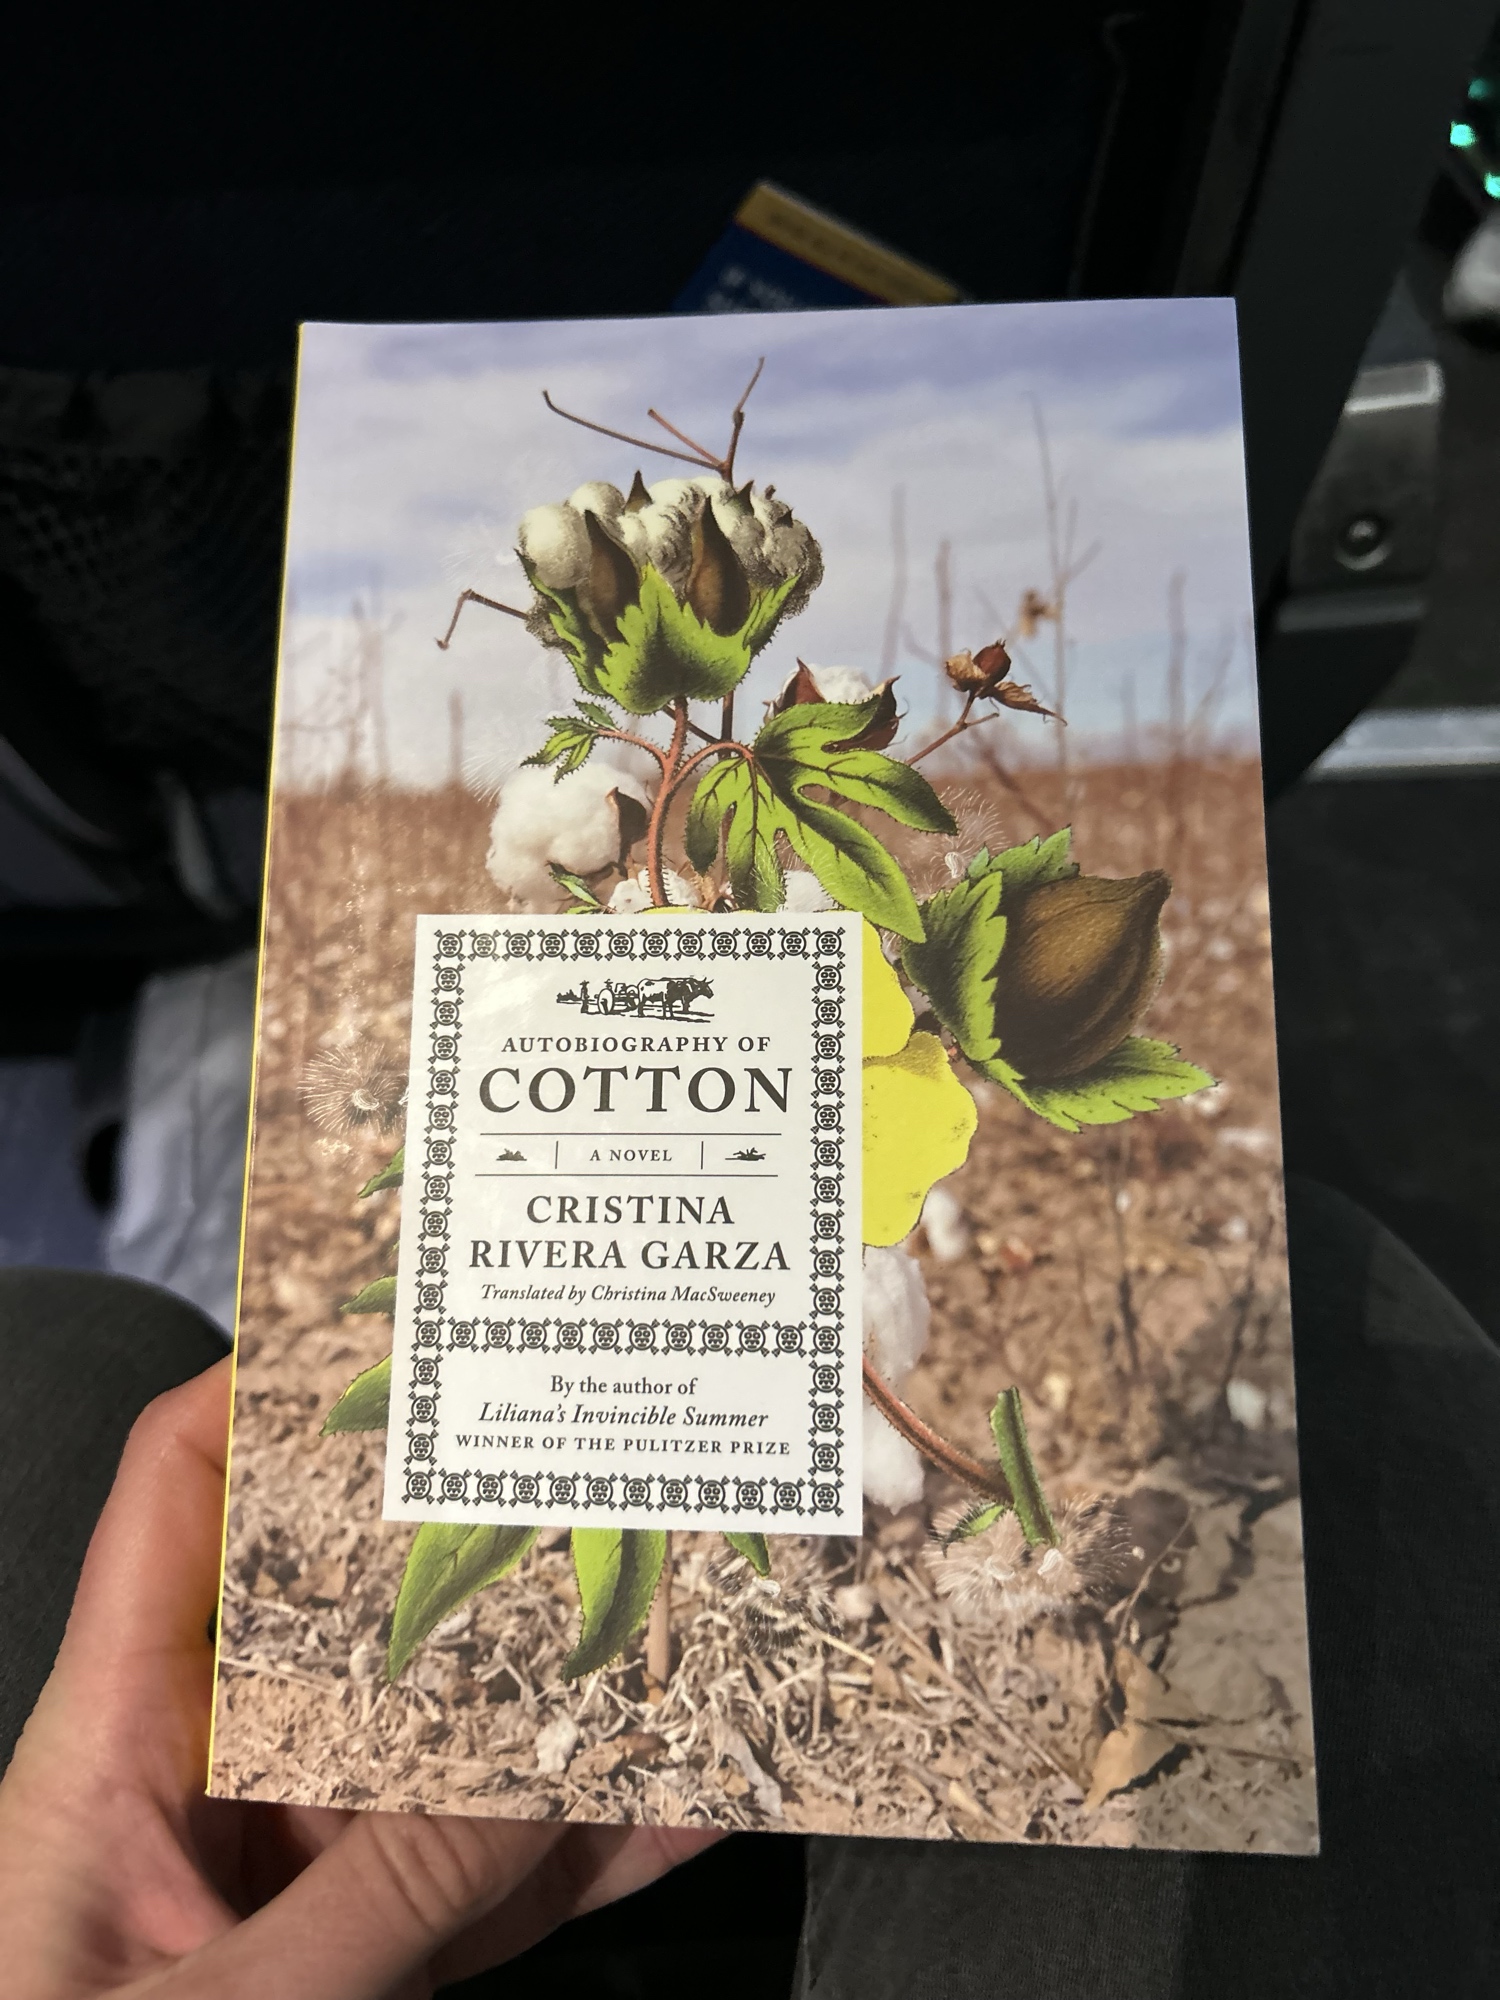 AUTOBIOGRAPHY OF
COTTON
A NOVEL
CRISTINA
RIVERA GARZA
Translated by Christina MacSweeney
By the author of
Liliana's Invincible Summer
WINNER OF THE PULITZER PRIZE